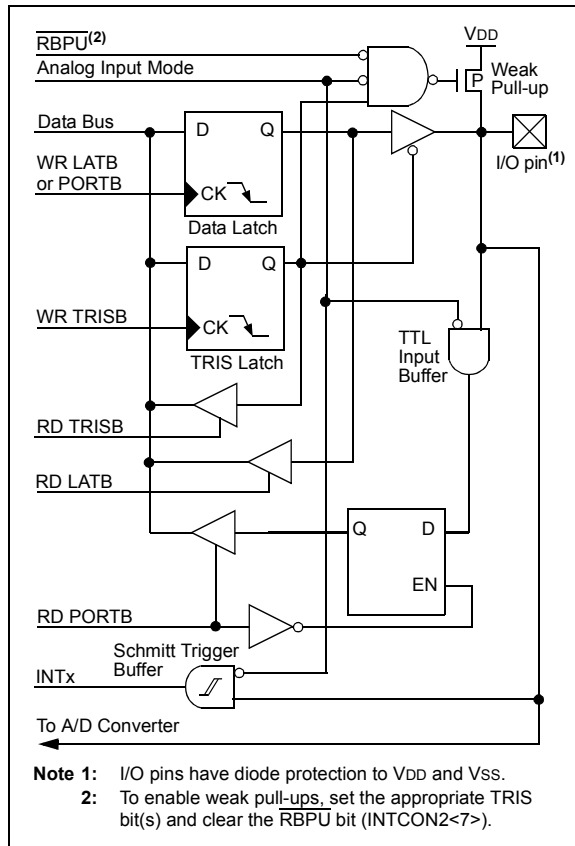 RBPU(2)
Analog Input Mode
VDD
P
Weak
Pull-up
Data Bus
D
Q
I/O pin(1)
WR LATB
or PORTB
CK
Data Latch
D
Q
WR TRISB
CK
TRIS Latch
TTL
Input
Buffer
RD TRISB
RD LATB
Q
D
EN
RD PORTB
Schmitt Trigger
Buffer
INTx
To A/D Converter
Note 1: I/O pins have diode protection to VDD and VSS.
2: To enable weak pull-ups, set the appropriate TRIS
bit(s) and clear the RBPU bit (INTCON2<7>).